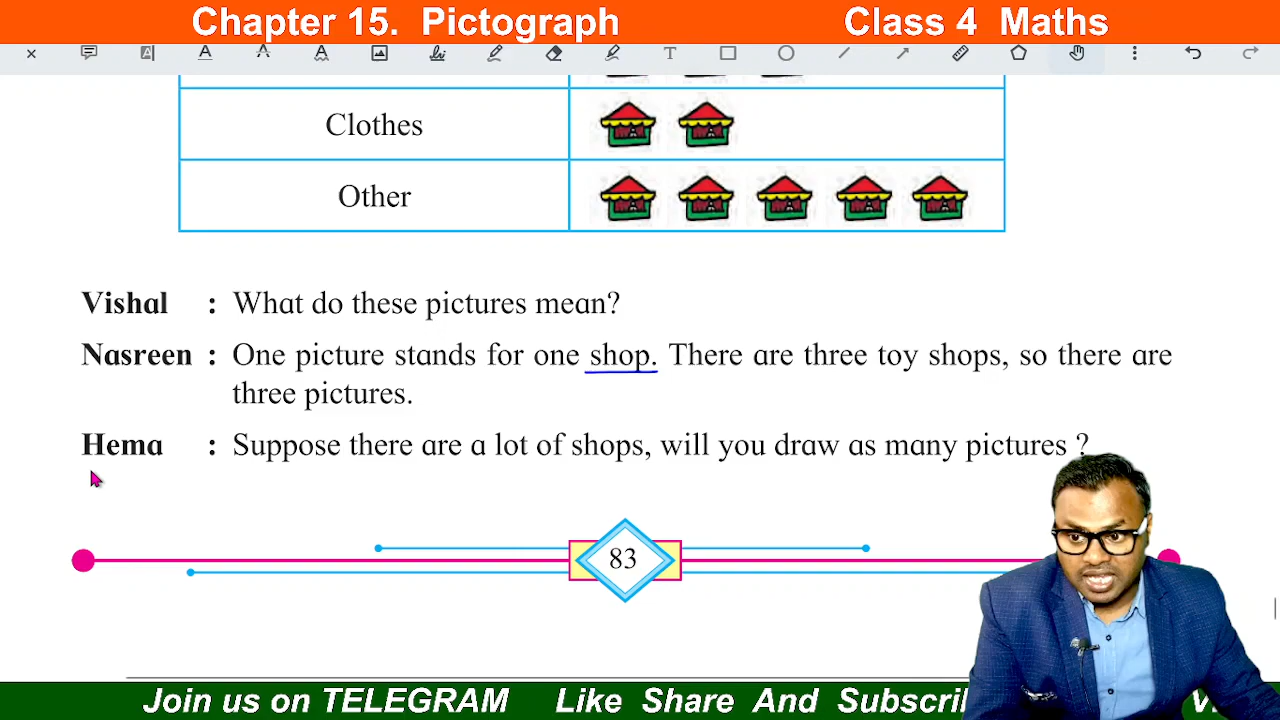 Chapter 15. Pictograph Class 4 Maths
Clothes
Other
Vishal : What do these pictures mean?
Nasreen : One picture stands for one shop. There are three toy shops, so there are
three pictures.
Hema : Suppose there are a lot of shops, will you draw as many pictures ?
83
Join us on TELEGRAM Like Share And